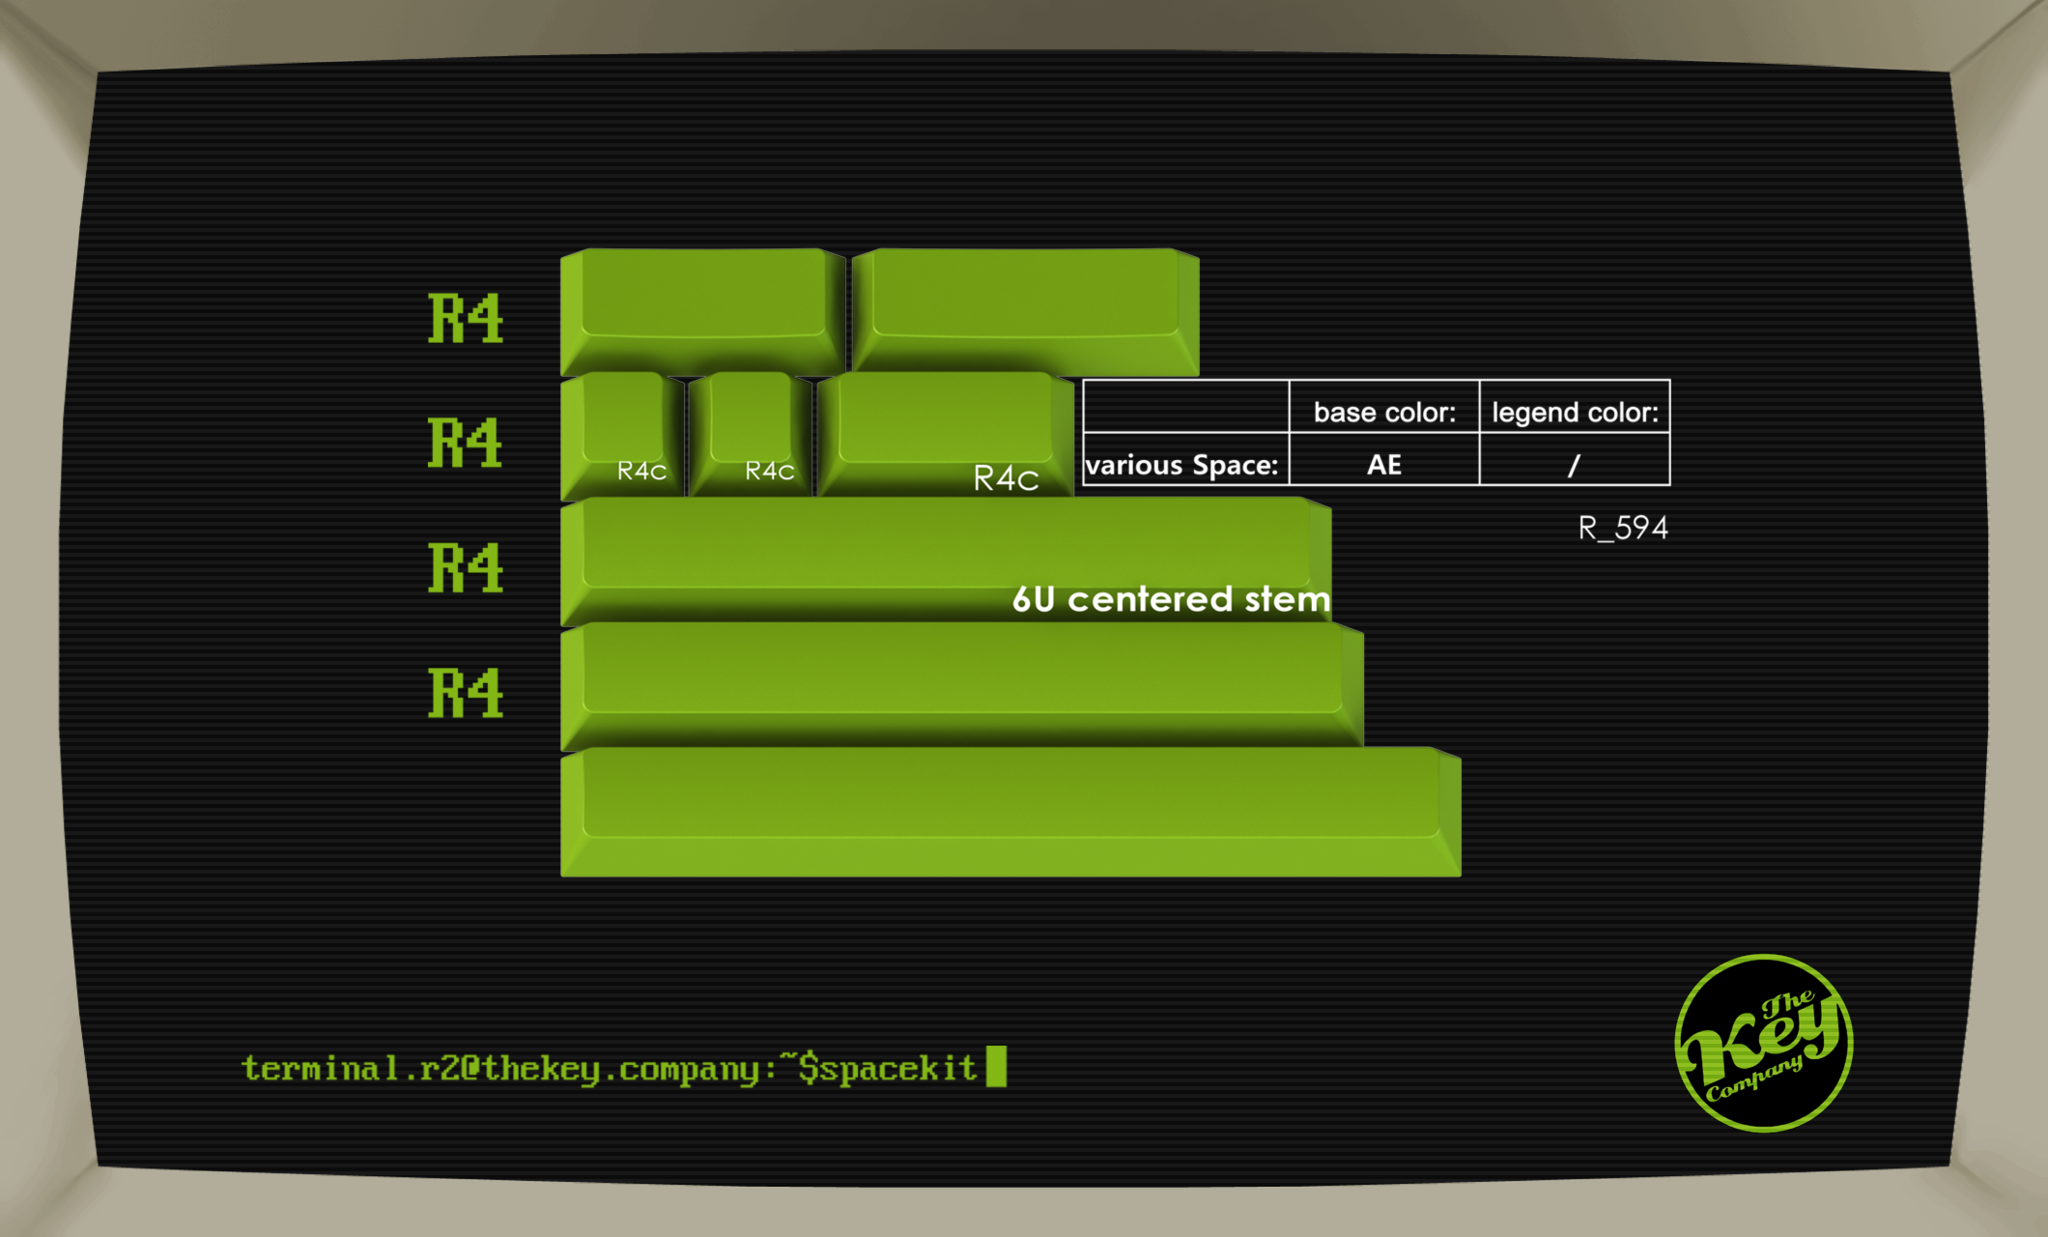 R4
R4
R4c R4c R4c
base color: legend color:
various Space: AE /
R_594
R4
6U centered stem
R4
terminal.r2@thekey.company:~$spacekit
The
Key
Company